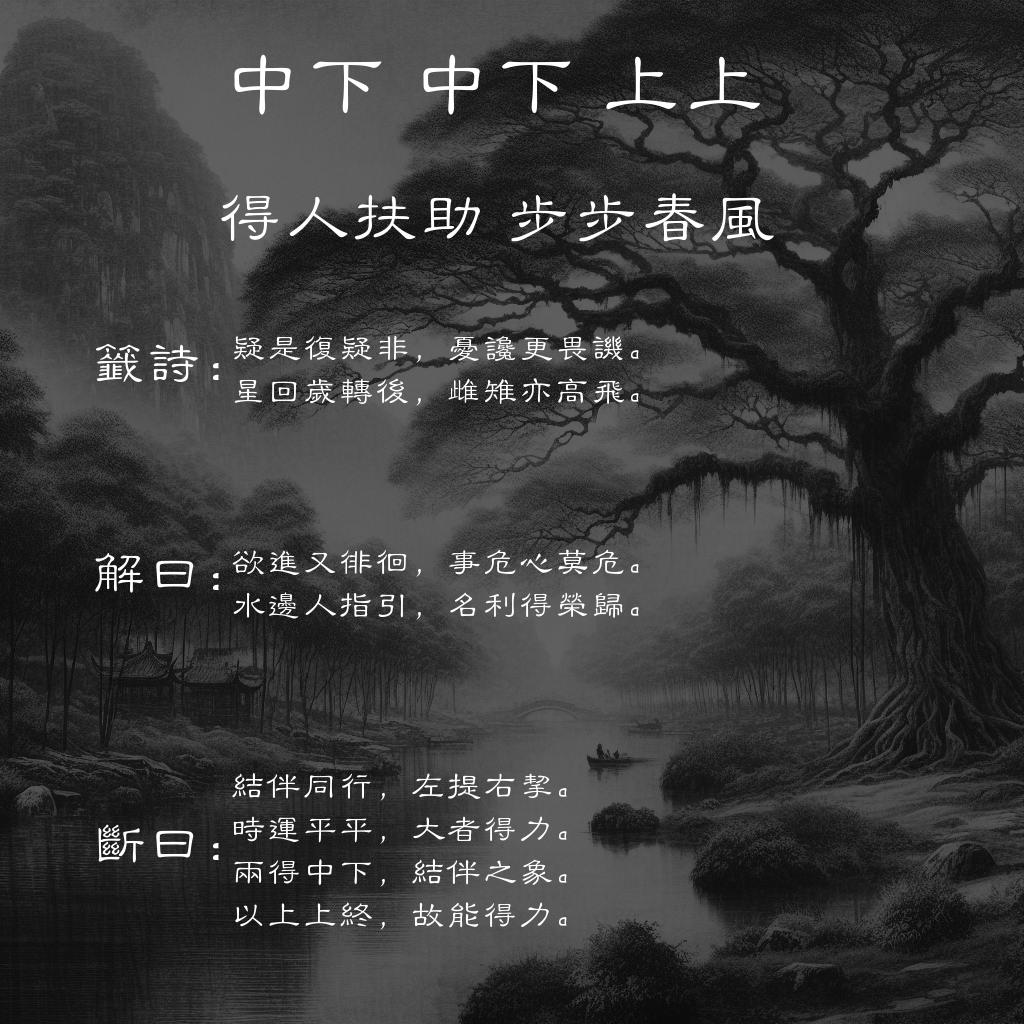 中下 中下 上上
得人扶助 步步春風
籤詩：疑是復疑非，憂讒更畏譏。
星回歲轉後，雌雉亦高飛。
解曰：欲進又徘徊，事危心莫危。
水邊人指引，名利得榮歸。
斷曰：結伴同行，左提右挈。
時運平平，大者得力。
兩得中下，結伴之象。
以上上終，故能得力。